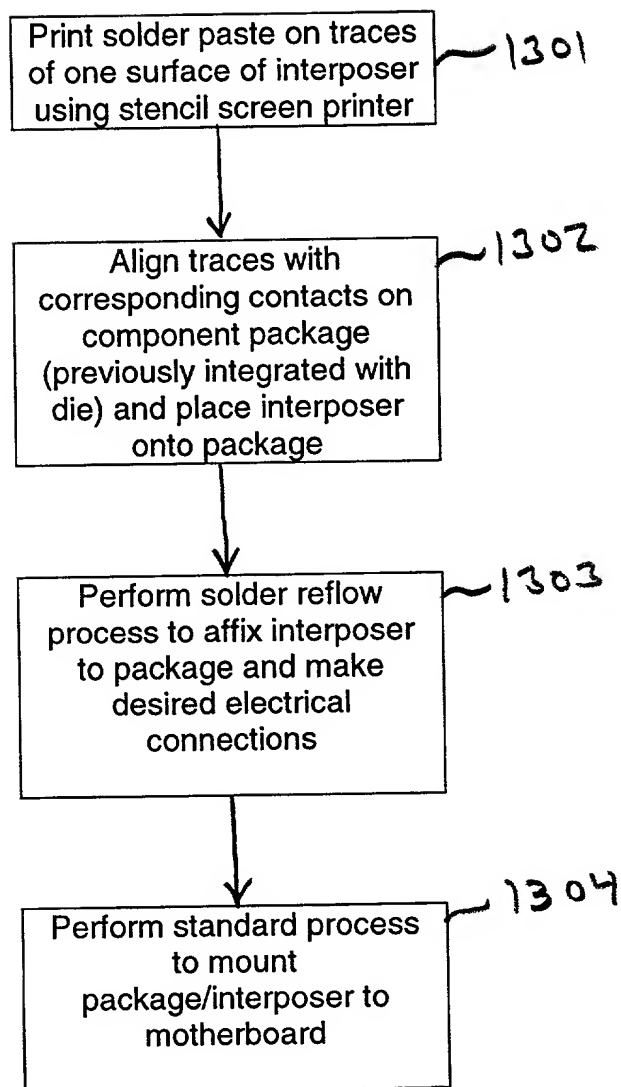 Print solder paste on traces
of one surface of interposer
using stencil screen printer
1301
Align traces with
corresponding contacts on
component package
(previously integrated with
die) and place interposer
onto package
1302
Perform solder reflow
process to affix interposer
to package and make
desired electrical
connections
1303
Perform standard process
to mount
package/interposer to
motherboard
1304